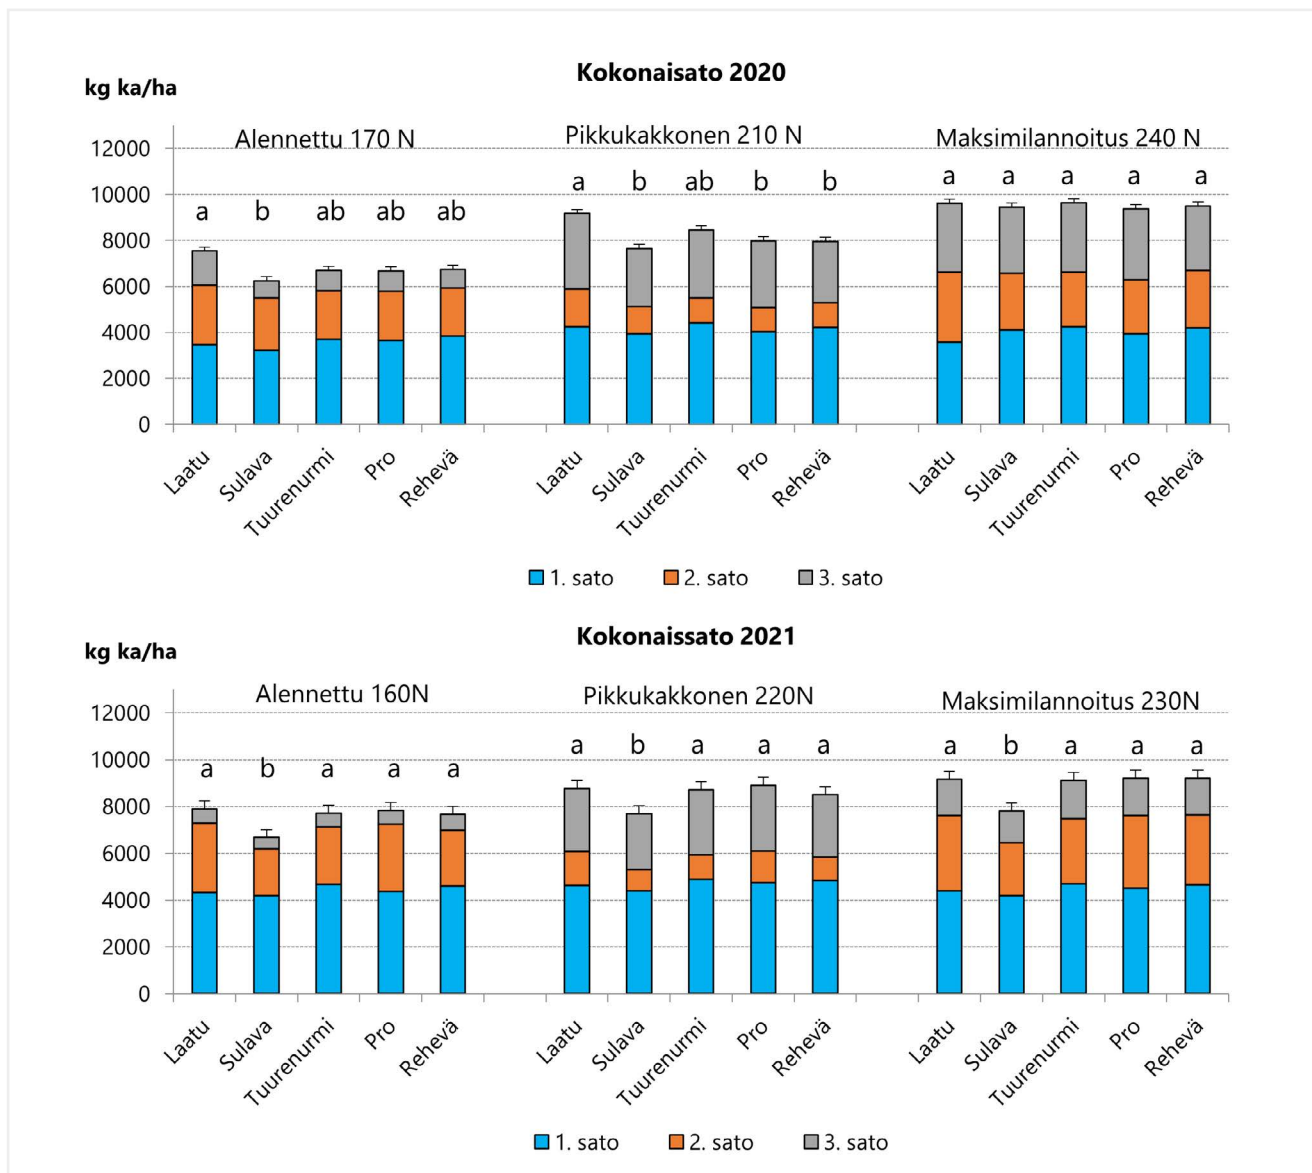 Kokonaisato 2020
kg ka/ha
Alennettu 170 N
Pikkukakkonen 210 N
Maksimilannoitus 240 N
12000
10000
8000
6000
4000
2000
0
a b ab ab ab
a b ab b b
a a a a a
Laatu Sulava Tuurenurmi Pro Rehevä
Laatu Sulava Tuurenurmi Pro Rehevä
Laatu Sulava Tuurenurmi Pro Rehevä
1. sato 2. sato 3. sato
Kokonaissato 2021
kg ka/ha
Alennettu 160N
Pikkukakkonen 220N
Maksimilannoitus 230N
12000
10000
8000
6000
4000
2000
0
a b a a a
a b a a a
a b a a a
Laatu Sulava Tuurenurmi Pro Rehevä
Laatu Sulava Tuurenurmi Pro Rehevä
Laatu Sulava Tuurenurmi Pro Rehevä
1. sato 2. sato 3. sato